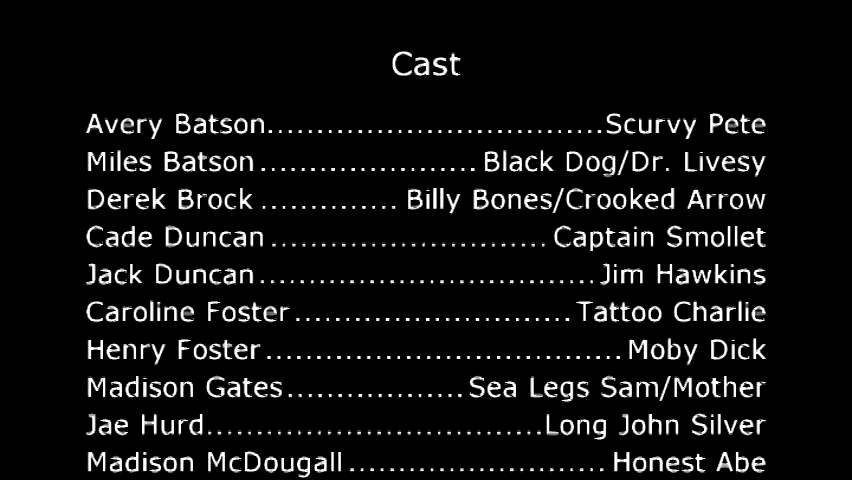 Cast
Avery Batson..................................Scurvy Pete
Miles Batson...................... Black Dog/Dr. Livesy
Derek Brock .............. Billy Bones/Crooked Arrow
Cade Duncan............................ Captain Smollet
Jack Duncan..................................Jim Hawkins
Caroline Foster............................ Tattoo Charlie
Henry Foster.................................... Moby Dick
Madison Gates..................Sea Legs Sam/Mother
Jae Hurd..................................Long John Silver
Madison McDougall.......................... Honest Abe